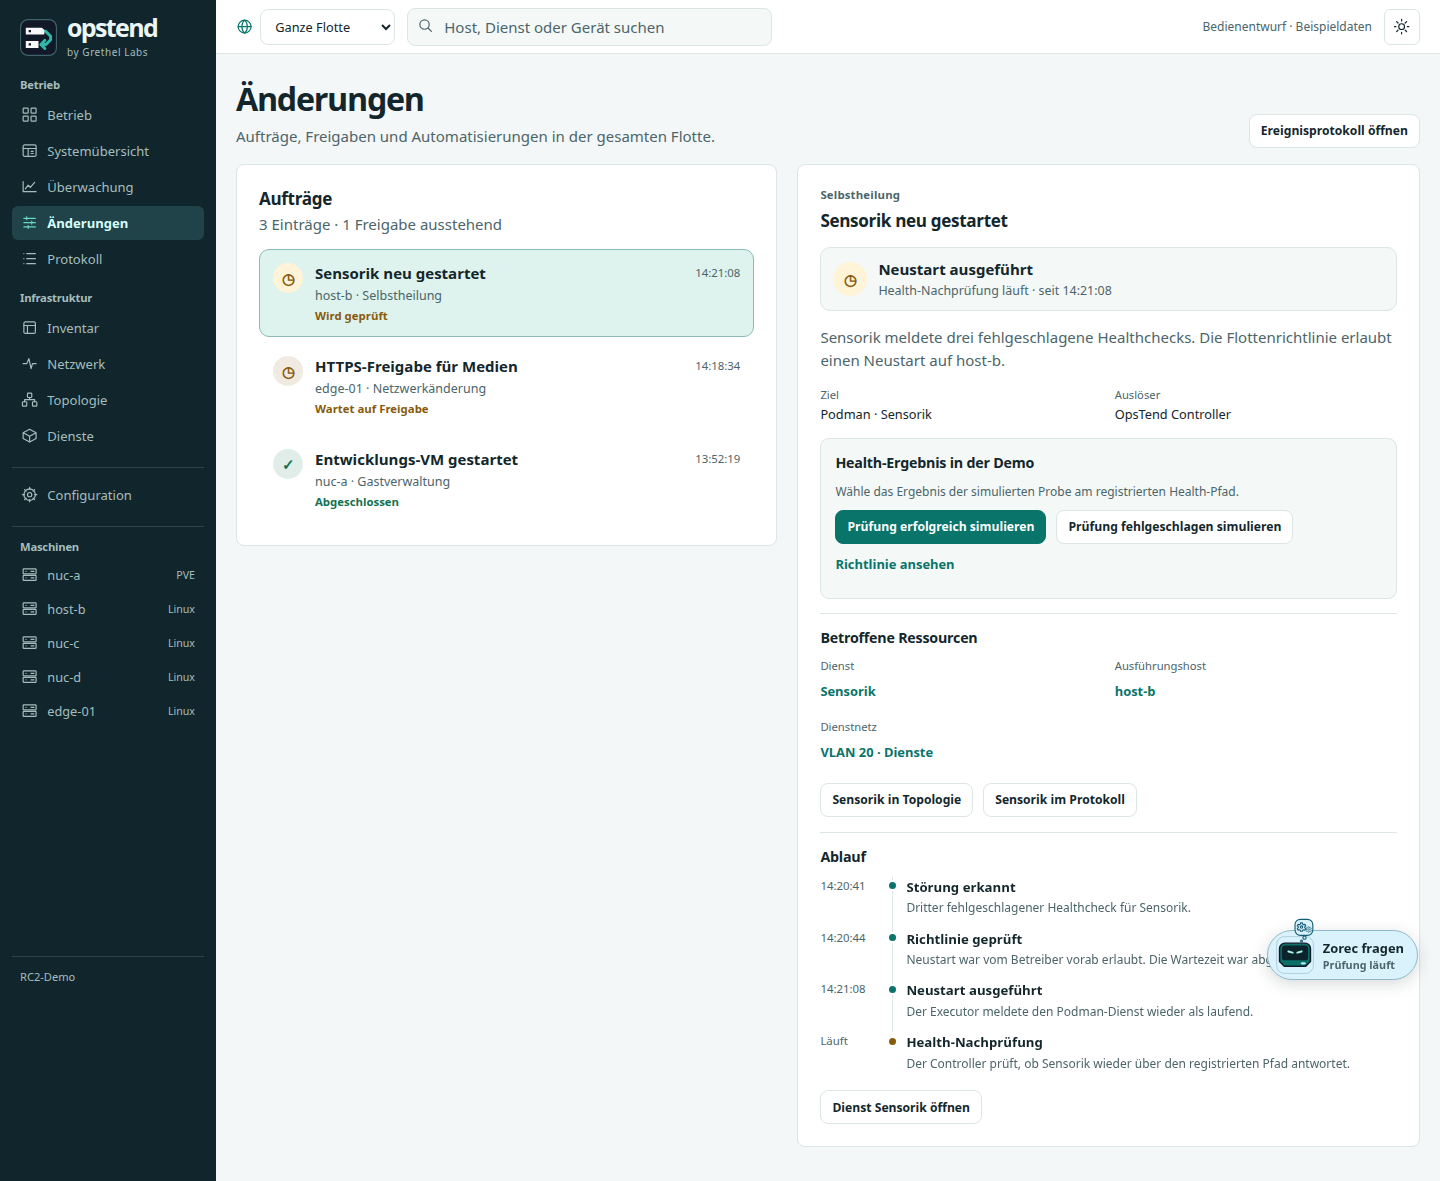 opstend
by Grethel Labs
Betrieb
Betrieb
Systemübersicht
Überwachung
Änderungen
Protokoll
Infrastruktur
Inventar
Netzwerk
Topologie
Dienste
Configuration
Maschinen
nuc-a PVE
host-b Linux
nuc-c Linux
nuc-d Linux
edge-01 Linux
RC2-Demo
Ganze Flotte
Host, Dienst oder Gerät suchen
Bedienentwurf · Beispieldaten
Änderungen
Aufträge, Freigaben und Automatisierungen in der gesamten Flotte.
Ereignisprotokoll öffnen
Aufträge
3 Einträge · 1 Freigabe ausstehend
Sensorik neu gestartet 14:21:08
host-b · Selbstheilung
Wird geprüft
HTTPS-Freigabe für Medien 14:18:34
edge-01 · Netzwerkänderung
Wartet auf Freigabe
Entwicklungs-VM gestartet 13:52:19
nuc-a · Gastverwaltung
Abgeschlossen
Selbstheilung
Sensorik neu gestartet
Neustart ausgeführt
Health-Nachprüfung läuft · seit 14:21:08
Sensorik meldete drei fehlgeschlagene Healthchecks. Die Flottenrichtlinie erlaubt
einen Neustart auf host-b.
Ziel Auslöser
Podman · Sensorik OpsTend Controller
Health-Ergebnis in der Demo
Wähle das Ergebnis der simulierten Probe am registrierten Health-Pfad.
Prüfung erfolgreich simulieren Prüfung fehlgeschlagen simulieren
Richtlinie ansehen
Betroffene Ressourcen
Dienst Ausführungshost
Sensorik host-b
Dienstnetz
VLAN 20 · Dienste
Sensorik in Topologie Sensorik im Protokoll
Ablauf
14:20:41 Störung erkannt
Dritter fehlgeschlagener Healthcheck für Sensorik.
14:20:44 Richtlinie geprüft
Neustart war vom Betreiber vorab erlaubt. Die Wartezeit war
14:21:08 Neustart ausgeführt
Der Executor meldete den Podman-Dienst wieder als laufend.
Läuft Health-Nachprüfung
Der Controller prüft, ob Sensorik wieder über den registrierten Pfad antwortet.
Dienst Sensorik öffnen
Zorec fragen
Prüfung läuft